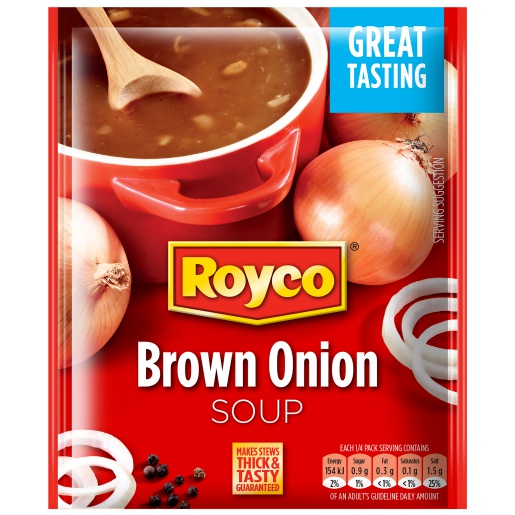 GREAT
TASTING
SERVING SUGGESTION
Royco®
Brown Onion
SOUP
MAKES STEWS
THICK &
TASTY
GUARANTEED
EACH 1/4 PACK SERVING CONTAINS
Energy Sugar Fat Saturates Salt
154 kJ 0.9 g 0.3 g 0.1 g 1.5 g
2% 1% <1% <1% 25%
OF AN ADULT'S GUIDELINE DAILY AMOUNT